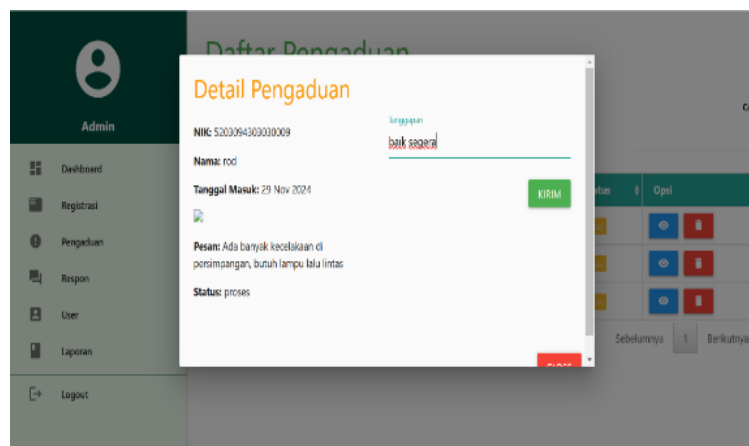 Daftar Pengaduan
Admin
Dashboard
Registrasi
Pengaduan
Respon
User
Laporan
Logout
Detail Pengaduan
NIK: 5203094303030009
Nama: rod
Tanggal Masuk: 29 Nov 2024
Pesan: Ada banyak kecelakaan di
persimpangan, butuh lampu lalu lintas
Status: proses
Tanggapan
baik segera
KIRIM
CLOSE
Opsi
Sebelumnya 1 Berikutnya